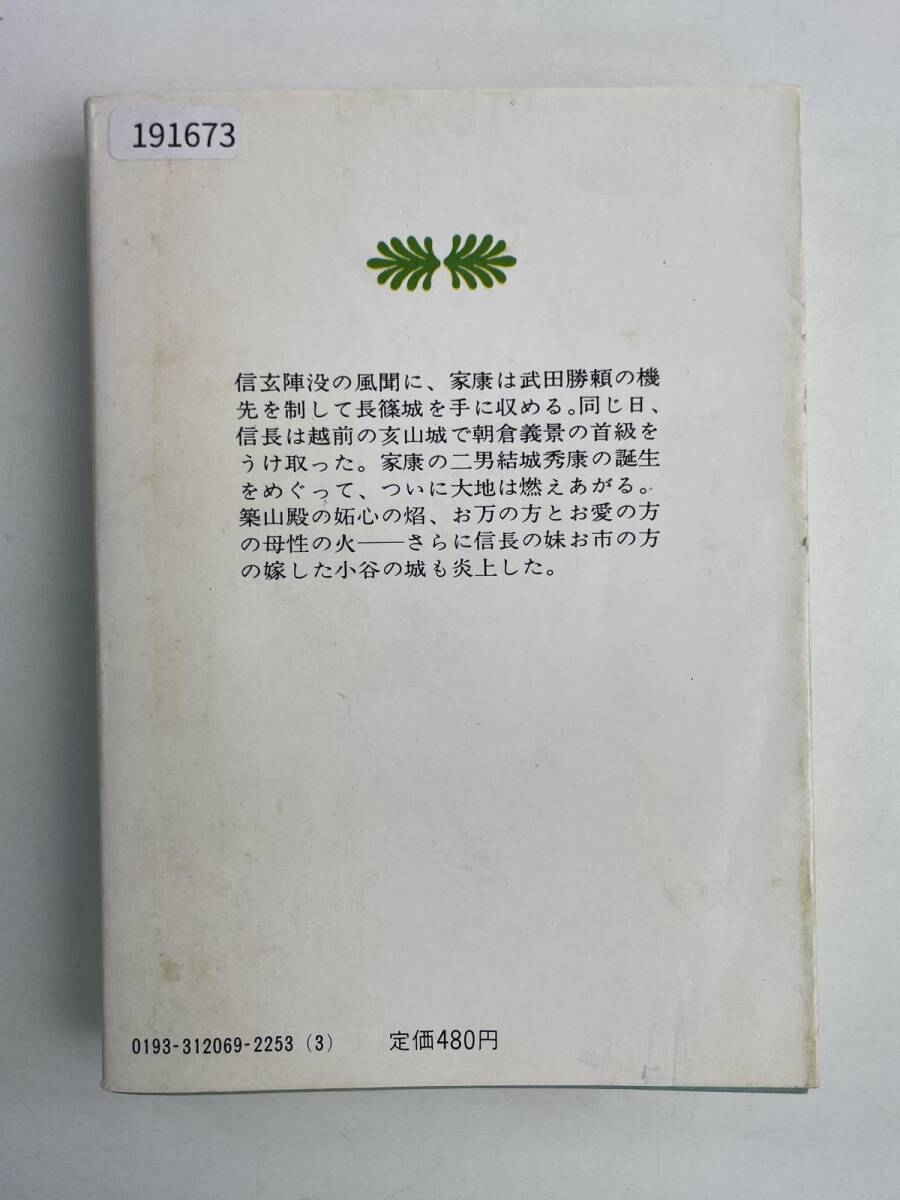 191673
信玄陣没の風聞に、家康は武田勝頼の機
先を制して長篠城を手に収める。同じ日、
信長は越前の亥山城で朝倉義景の首級を
うけ取った。家康の二男結城秀康の誕生
をめぐって、ついに大地は燃えあがる。
築山殿の妬心の焰、お万の方とお愛の方
の母性の火——さらに信長の妹お市の方
の嫁した小谷の城も炎上した。
0193-312069-2253 (3) 定価480円